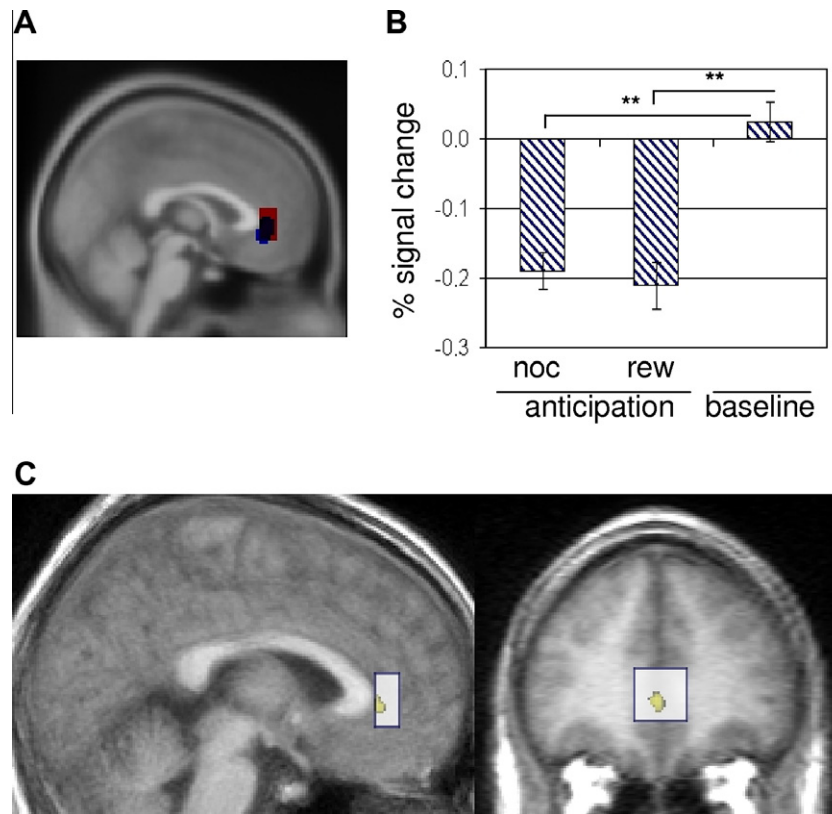 A
B
% signal change
0.1
0.0
-0.1
-0.2
-0.3
**
**
noc rew
anticipation baseline
C